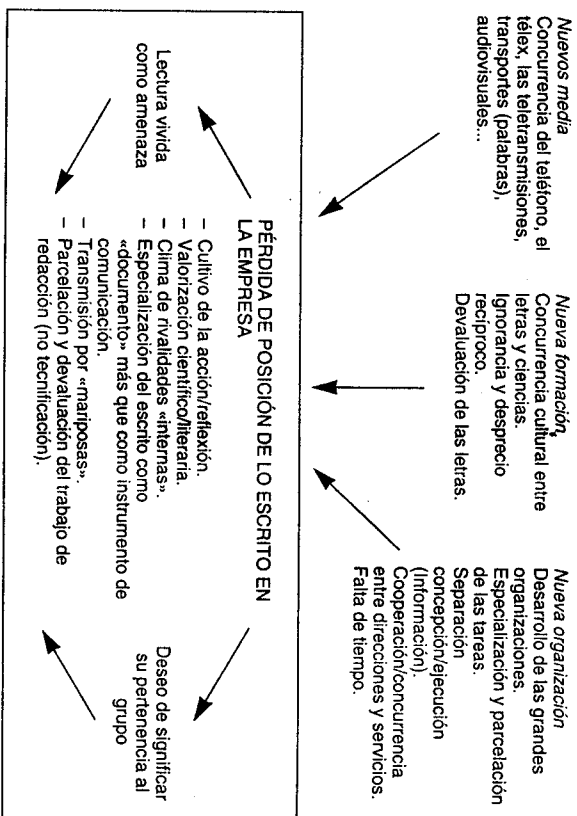 Nuevos media
Concurrencia del teléfono, el
télex, las teletransmisiones,
transportes (palabras),
audiovisuales...
Nueva formación,
Concurrencia cultural entre
letras y ciencias.
Ignorancia y desprecio
recíproco.
Devaluación de las letras.
Nueva organización
Desarrollo de las grandes
organizaciones.
Especialización y parcelación
de las tareas.
Separación
concepción/ejecución
(Información).
Cooperación/concurrencia
entre direcciones y servicios.
Falta de tiempo.
PÉRDIDA DE POSICIÓN DE LO ESCRITO EN
LA EMPRESA
Lectura vivida
como amenaza
– Cultivo de la acción/reflexión.
– Valorización científico/literaria.
– Clima de rivalidades «internas».
– Especialización del escrito como
«documento» más que como instrumento de
comunicación.
– Transmisión por «mariposas».
– Parcelación y devaluación del trabajo de
redacción (no tecnificación).
Deseo de significar
su pertenencia al
grupo